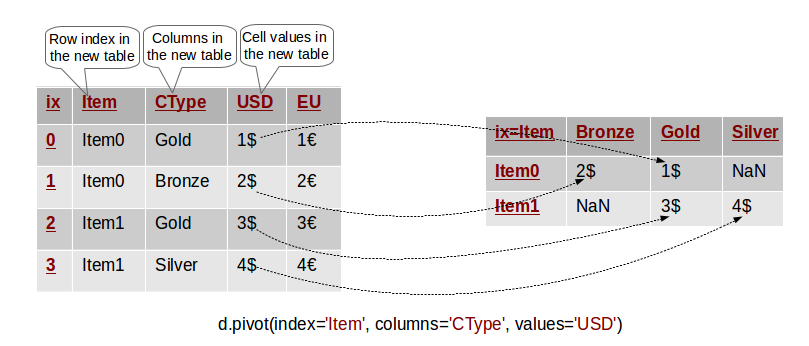 Row index in
the new table
Columns in
the new table
Cell values in
the new table
ix Item CType USD EU
0 Item0 Gold 1$ 1€
1 Item0 Bronze 2$ 2€
2 Item1 Gold 3$ 3€
3 Item1 Silver 4$ 4€
ix=Item Bronze Gold Silver
Item0 2$ 1$ NaN
Item1 NaN 3$ 4$
d.pivot(index='Item', columns='CType', values='USD')